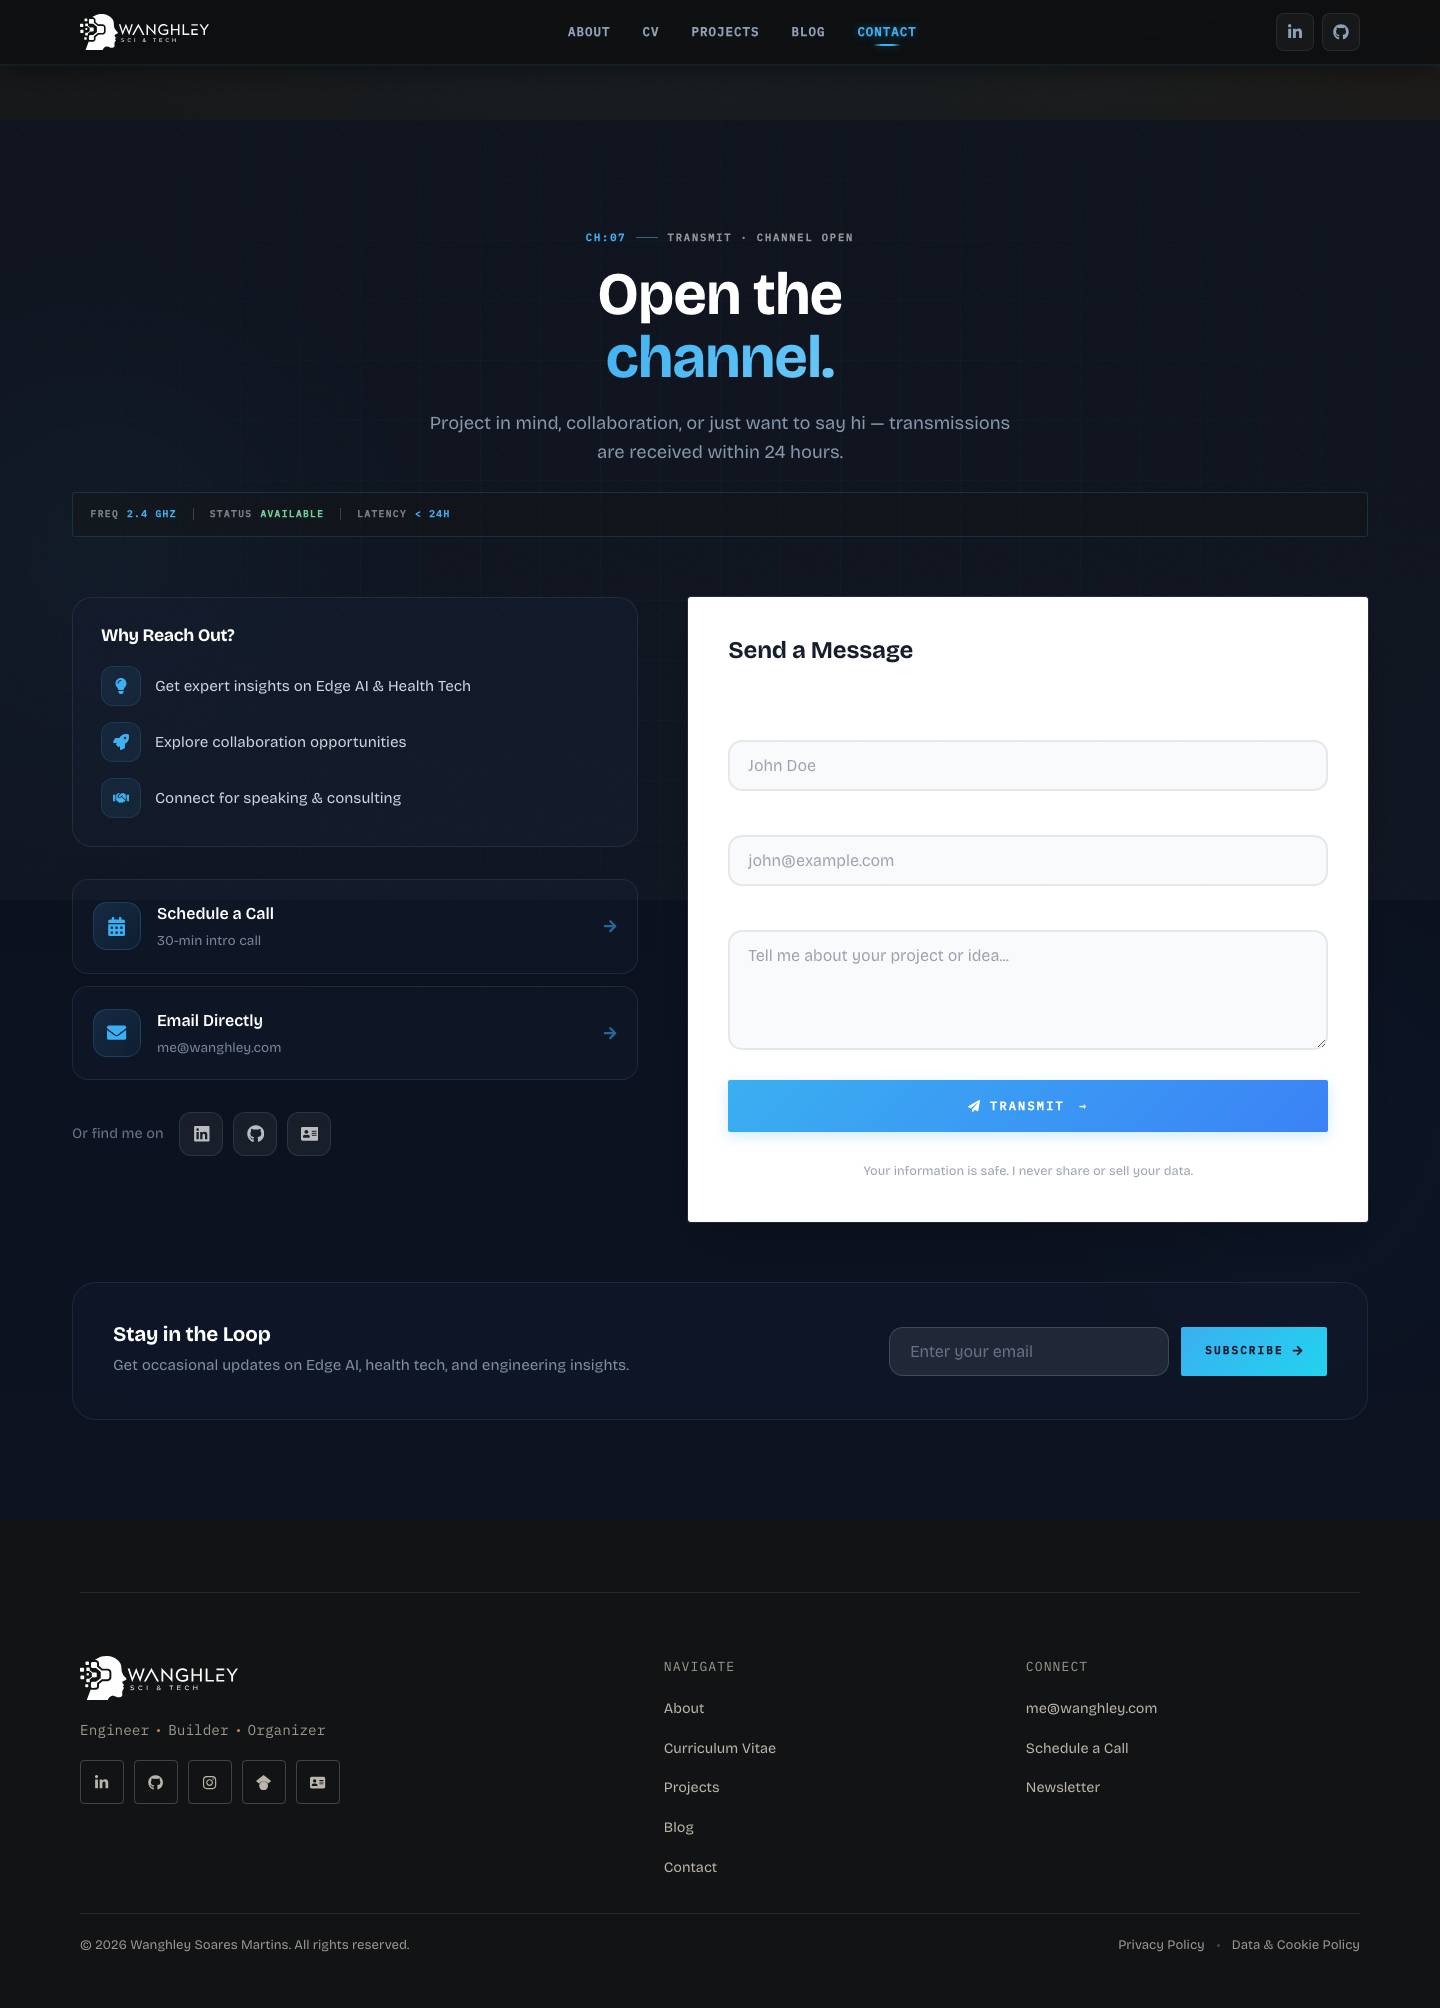 WANGHLEY
SCI & TECH
ABOUT CV PROJECTS BLOG CONTACT
CH:07 TRANSMIT · CHANNEL OPEN
Open the
channel.
Project in mind, collaboration, or just want to say hi — transmissions
are received within 24 hours.
FREQ 2.4 GHZ STATUS AVAILABLE LATENCY < 24H
Why Reach Out?
Get expert insights on Edge AI & Health Tech
Explore collaboration opportunities
Connect for speaking & consulting
Schedule a Call
30-min intro call
→
Email Directly
me@wanghley.com
→
Or find me on
Send a Message
John Doe
john@example.com
Tell me about your project or idea...
TRANSMIT →
Your information is safe. I never share or sell your data.
Stay in the Loop
Get occasional updates on Edge AI, health tech, and engineering insights.
Enter your email
SUBSCRIBE →
WANGHLEY
SCI & TECH
Engineer • Builder • Organizer
NAVIGATE
About
Curriculum Vitae
Projects
Blog
Contact
CONNECT
me@wanghley.com
Schedule a Call
Newsletter
© 2026 Wanghley Soares Martins. All rights reserved.
Privacy Policy • Data & Cookie Policy